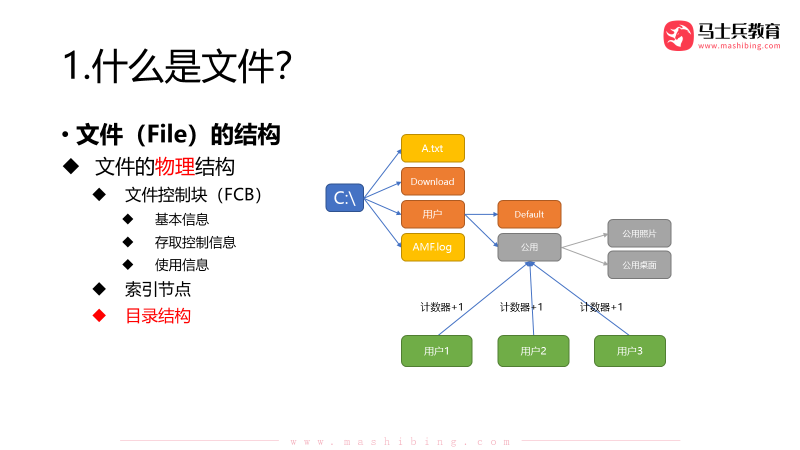 马士兵教育
www.mashibing.com
1.什么是文件？
• 文件（File）的结构
◆ 文件的物理结构
◆ 文件控制块（FCB）
◆ 基本信息
◆ 存取控制信息
◆ 使用信息
◆ 索引节点
◆ 目录结构
C:\
A.txt
Download
用户
AMF.log
Default
公用
公用照片
公用桌面
计数器+1
计数器+1
计数器+1
用户1
用户2
用户3
www.mashibing.com